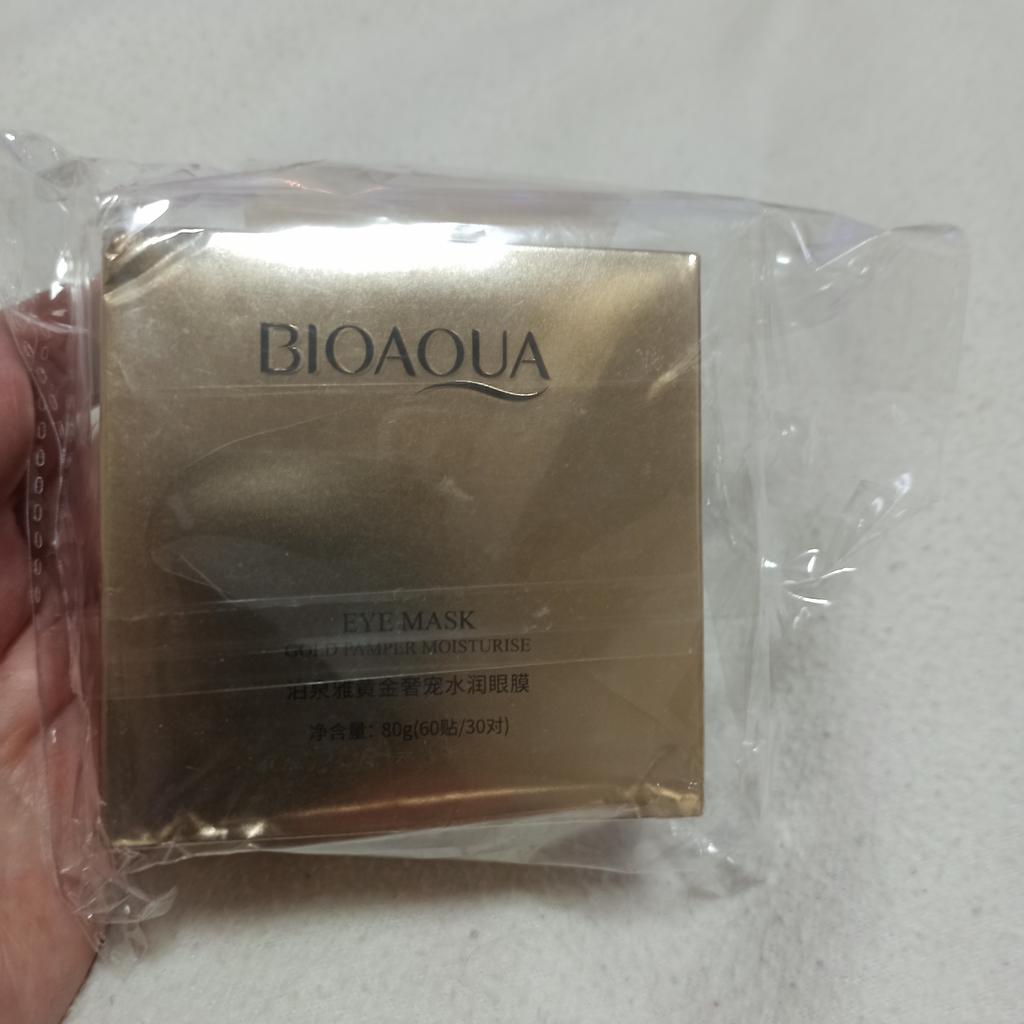 BIOAQUA
EYE MASK
GOLD PAMPER MOISTURISE
泊泉雅黄金奢宠水润眼膜
净含量: 80g(60贴/30对)